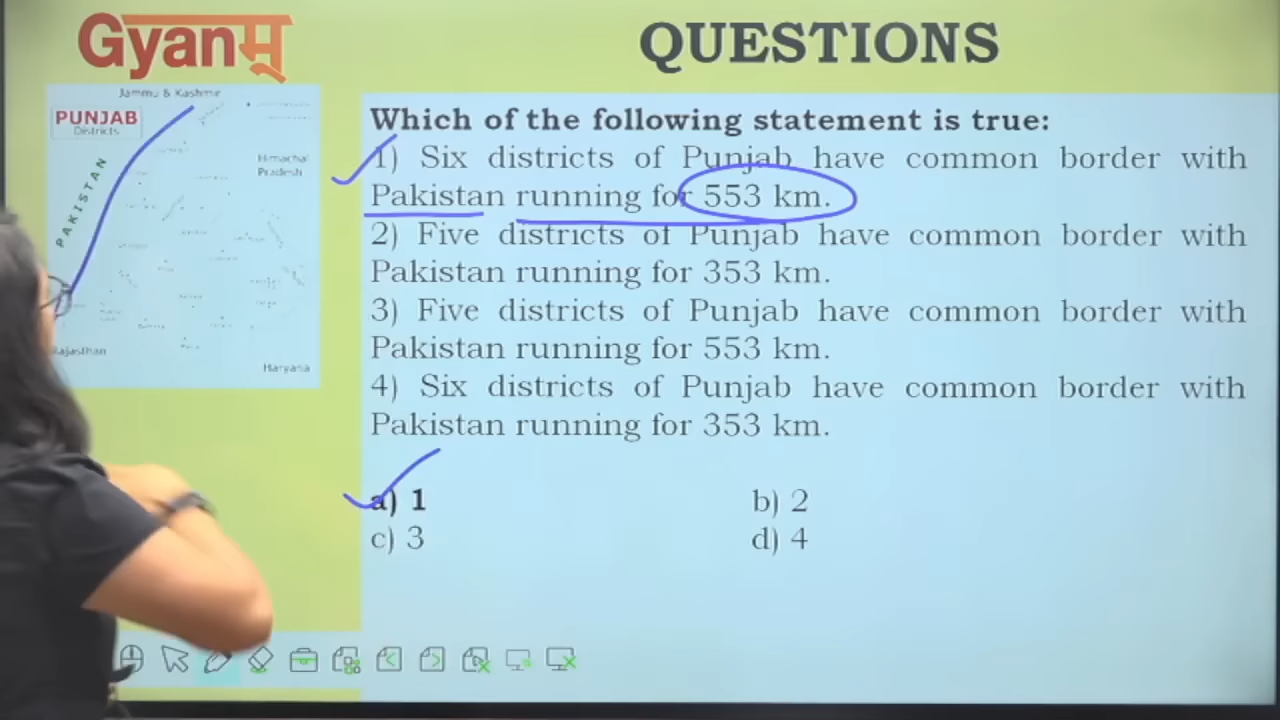 Gyanम
QUESTIONS
Jammu & Kashmir
PUNJAB
Districts
PAKISTAN
Himachal
Pradesh
Rajasthan
Haryana
Which of the following statement is true:
1) Six districts of Punjab have common border with
Pakistan running for 553 km.
2) Five districts of Punjab have common border with
Pakistan running for 353 km.
3) Five districts of Punjab have common border with
Pakistan running for 553 km.
4) Six districts of Punjab have common border with
Pakistan running for 353 km.
a) 1
b) 2
c) 3
d) 4